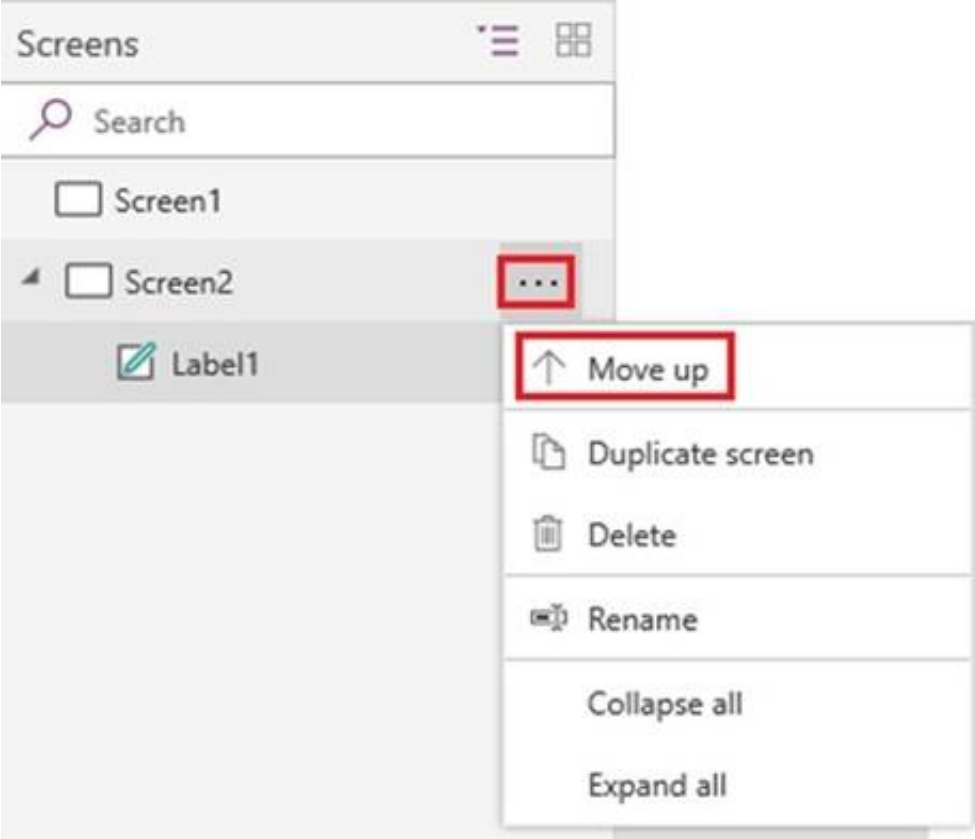 Screens
Search
Screen1
Screen2
...
Label1
Move up
Duplicate screen
Delete
Rename
Collapse all
Expand all